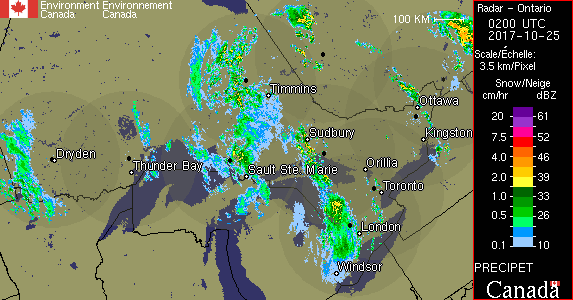 Environment Environnement
Canada Canada
100 KM
Timmins
Ottawa
Sudbury
Kingston
Dryden
Thunder Bay
Sault Ste. Marie
Orillia
Toronto
London
Windsor
Radar - Ontario
0200 UTC
2017-10-25
Scale/Échelle:
3.5 km/Pixel
Snow/Neige
cm/hr dBZ
20 61
7.5 52
4.0 46
2.0 39
1.0 33
0.5 26
0.1 10
PRECIPET
Canada